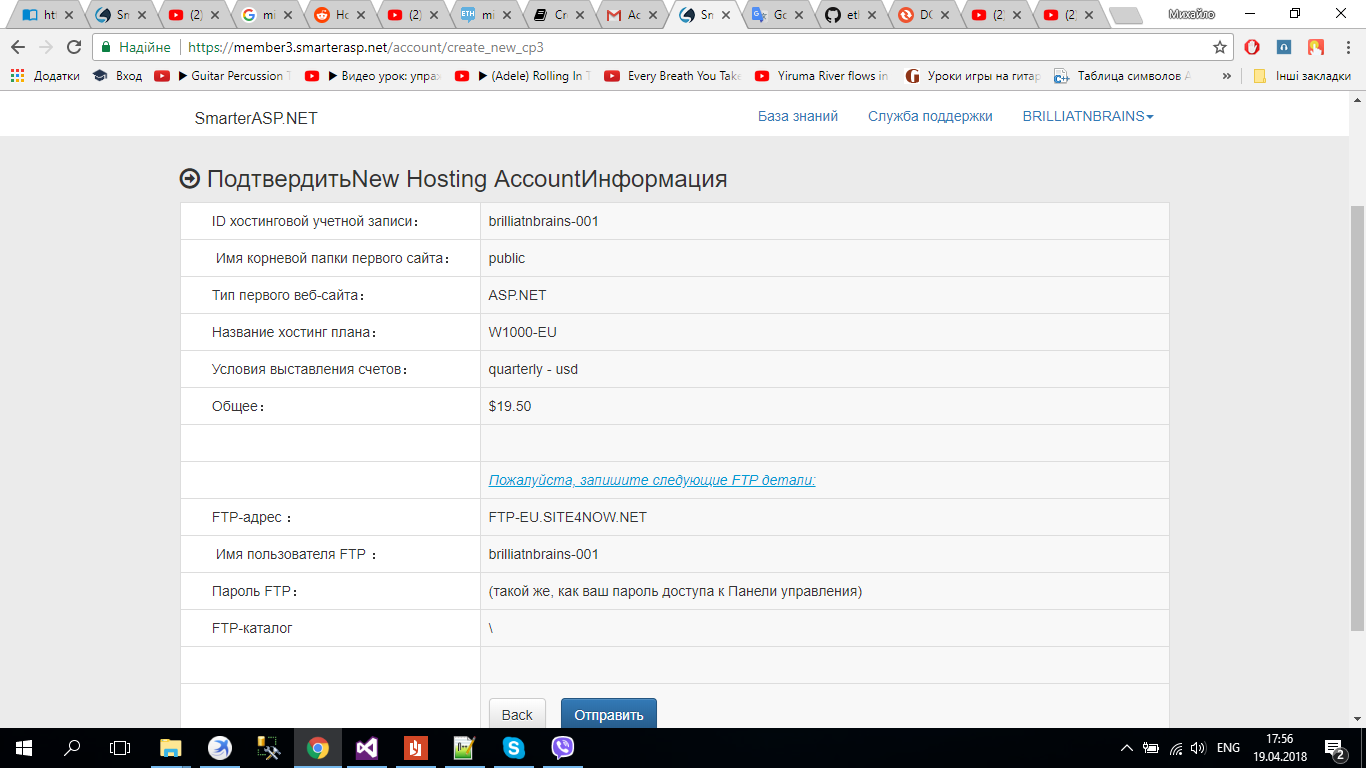 htt
Sn
(2)
mi
Ho
(2)
mi
Cr
Ac
Sn
Go
eth
DO
(2)
(2)
Михайло
Надійне
https://member3.smarterasp.net/account/create_new_cp3
Додатки
Вход
▶ Guitar Percussion T
▶ Видео урок: упра
▶ (Adele) Rolling In T
Every Breath You Take
Yiruma River flows in
Уроки игры на гитар
Таблица символов A
»
Інші закладки
SmarterASP.NET
База знаний
Служба поддержки
BRILLIATNBRAINS
ПодтвердитьNew Hosting AccountИнформация
ID хостинговой учетной записи: brilliatnbrains-001
Имя корневой папки первого сайта: public
Тип первого веб-сайта: ASP.NET
Название хостинг плана: W1000-EU
Условия выставления счетов: quarterly - usd
Общее: $19.50
Пожалуйста, запишите следующие FTP детали:
FTP-адрес : FTP-EU.SITE4NOW.NET
Имя пользователя FTP : brilliatnbrains-001
Пароль FTP: (такой же, как ваш пароль доступа к Панели управления)
FTP-каталог \
Back
Отправить
ENG
17:56
19.04.2018
2